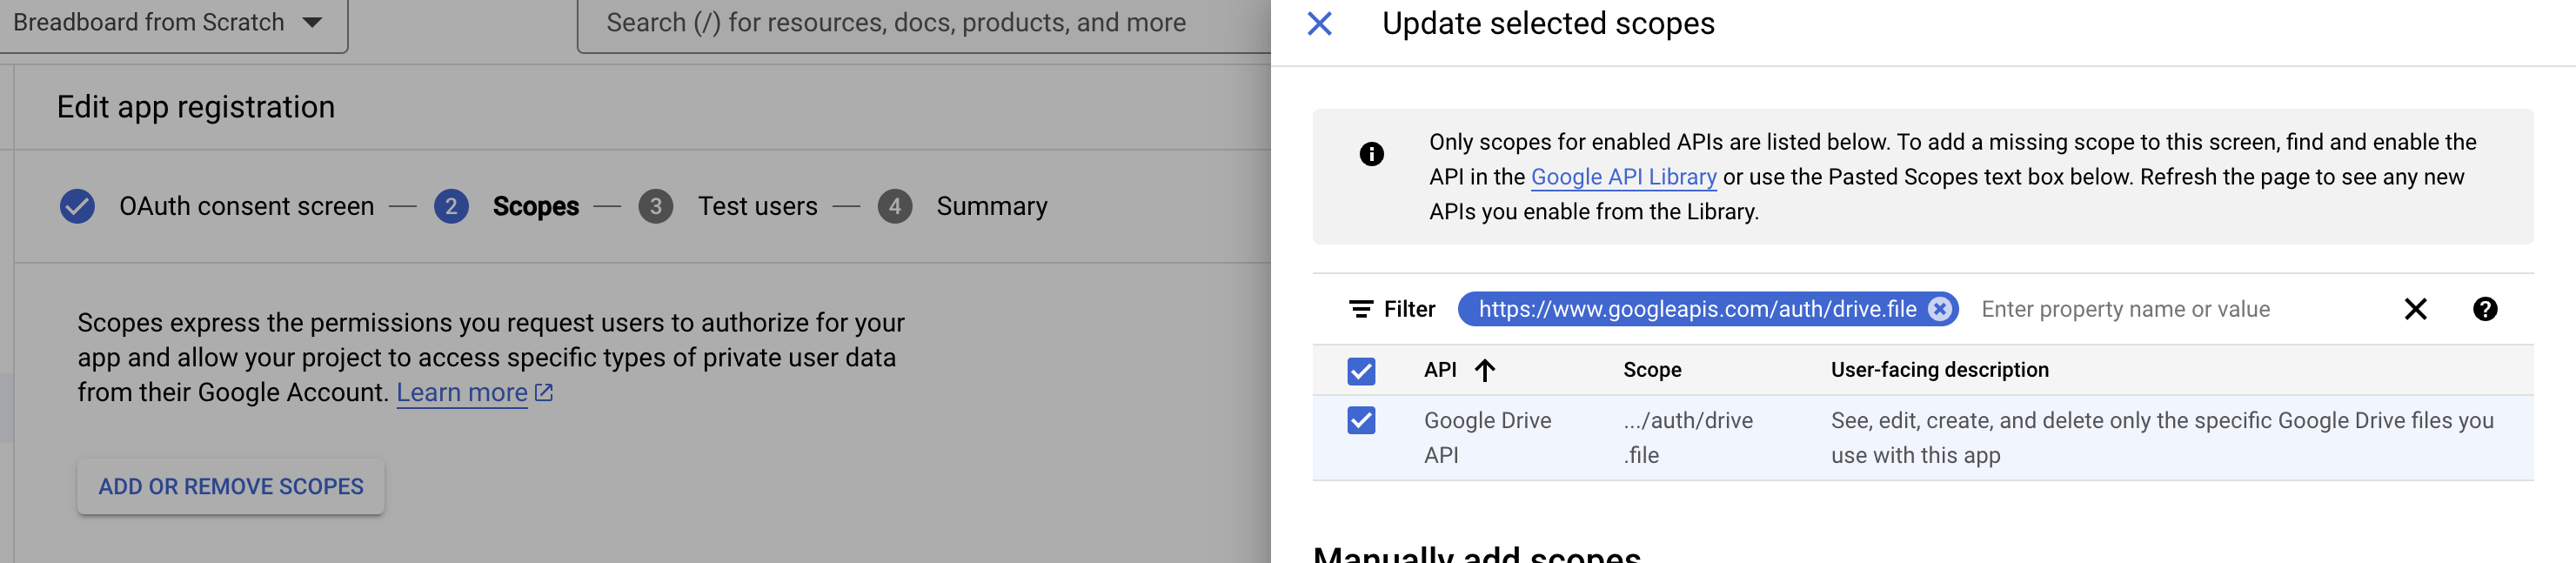 Breadboard from Scratch
Search (/) for resources, docs, products, and more
Edit app registration
OAuth consent screen
2 Scopes
3 Test users
4 Summary
Scopes express the permissions you request users to authorize for your
app and allow your project to access specific types of private user data
from their Google Account. Learn more
ADD OR REMOVE SCOPES
Update selected scopes
Only scopes for enabled APIs are listed below. To add a missing scope to this screen, find and enable the
API in the Google API Library or use the Pasted Scopes text box below. Refresh the page to see any new
APIs you enable from the Library.
Filter https://www.googleapis.com/auth/drive.file Enter property name or value
API Scope User-facing description
Google Drive .../auth/drive See, edit, create, and delete only the specific Google Drive files you
API .file use with this app
Manually add scopes